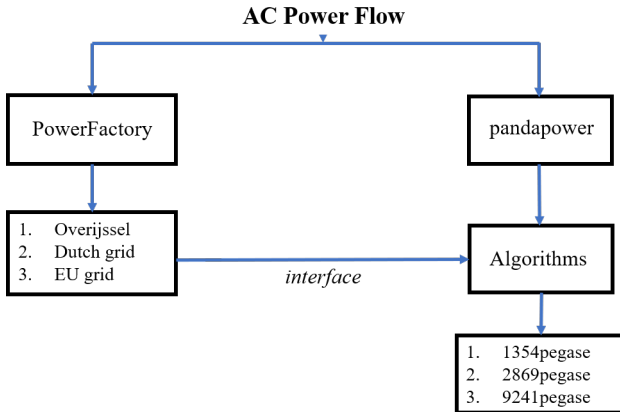 AC Power Flow
PowerFactory
pandapower
1. Overijssel
2. Dutch grid
3. EU grid
interface
Algorithms
1. 1354pegase
2. 2869pegase
3. 9241pegase